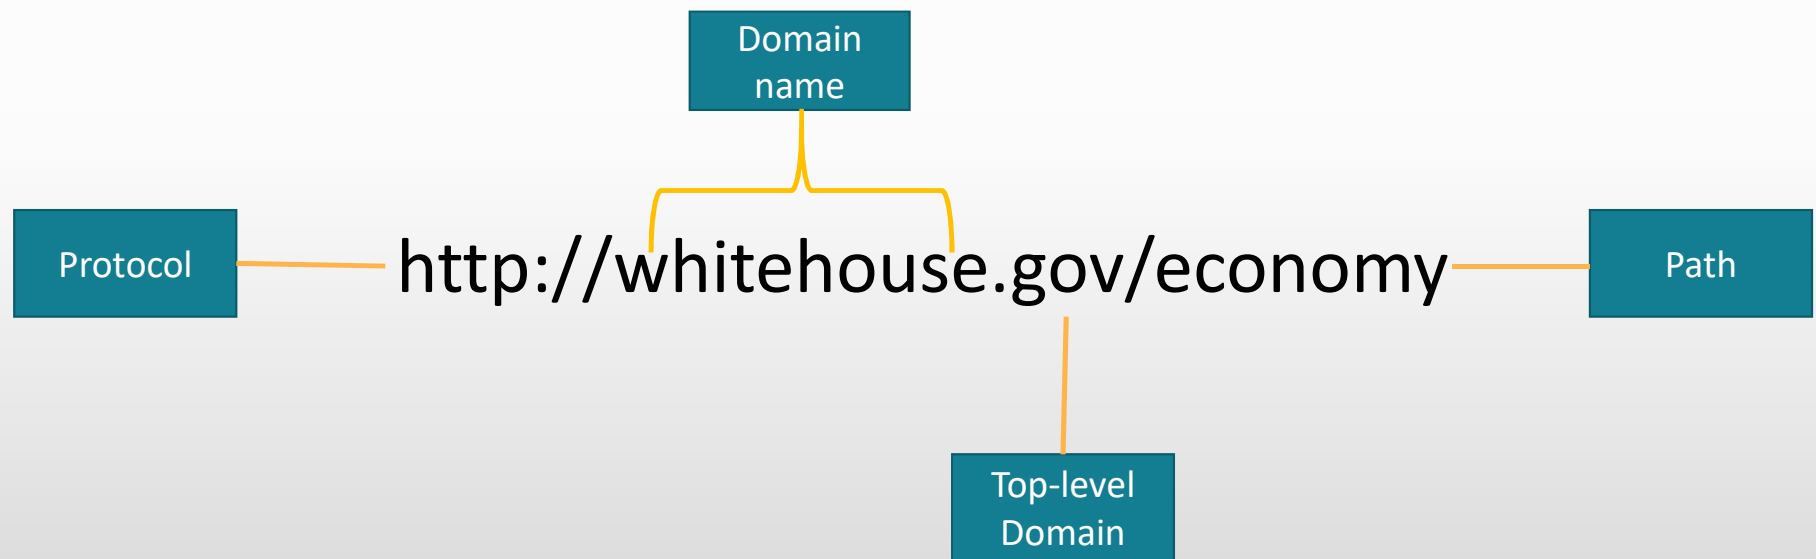 Domain
name
Protocol
http://whitehouse.gov/economy
Path
Top-level
Domain